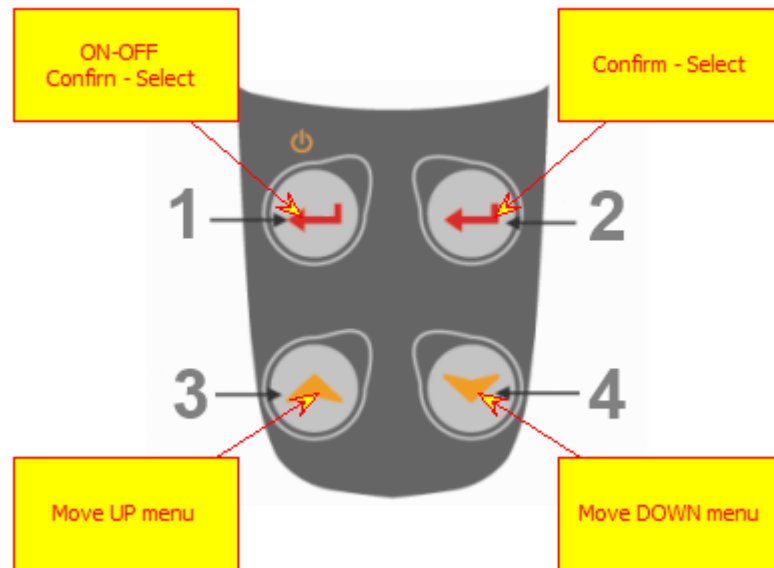 ON-OFF
Confirn - Select
Confirm - Select
1
2
3
4
Move UP menu
Move DOWN menu